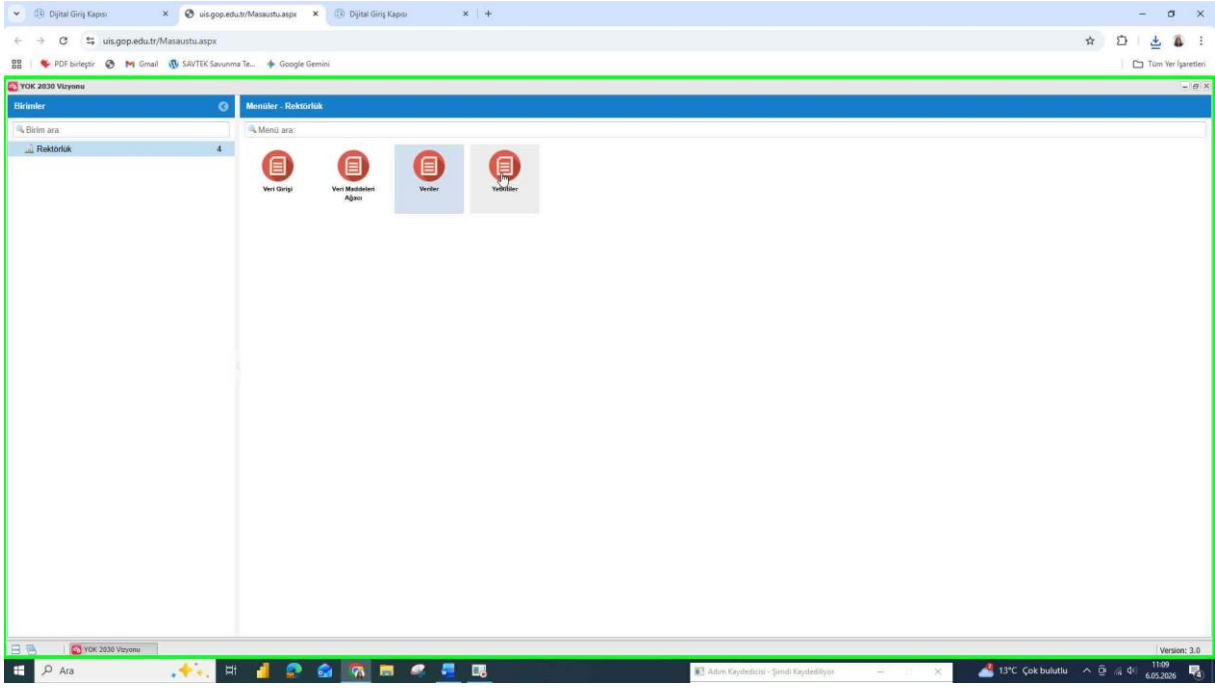 Dijital Giriş Kapısı
uis.gop.edu.tr/Masaustu.aspx
Dijital Giriş Kapısı
uis.gop.edu.tr/Masaustu.aspx
PDF birleştir
Gmail
SAVTEK Savunma Te...
Google Gemini
Tüm Yer İşaretleri
YOK 2030 Vizyonu
Birimler
Menüler - Rektörlük
Birim ara:
Menü ara:
Rektörlük 4
Veri Girişi
Veri Maddeleri
Ağacı
Veriler
YOK 2030 Vizyonu
Version: 3.0
Ara
Adım Kaydedicisi - Şimdi Kaydediliyor
13°C Çok bulutlu
11:09
6.05.2026